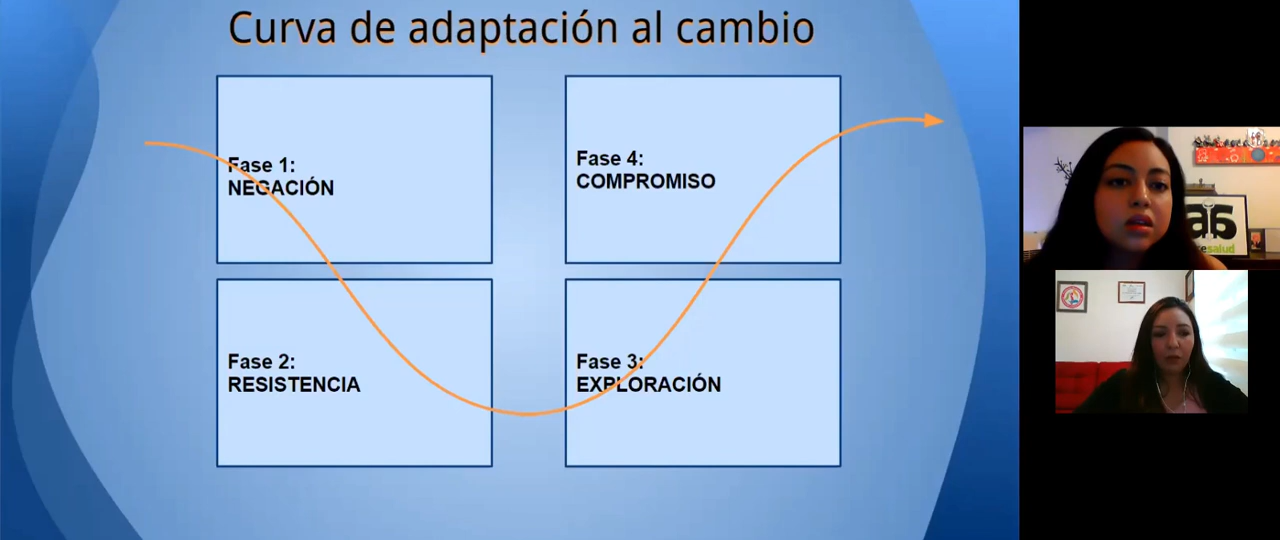 Curva de adaptación al cambio
Fase 1:
NEGACIÓN
Fase 4:
COMPROMISO
Fase 2:
RESISTENCIA
Fase 3:
EXPLORACIÓN
salud